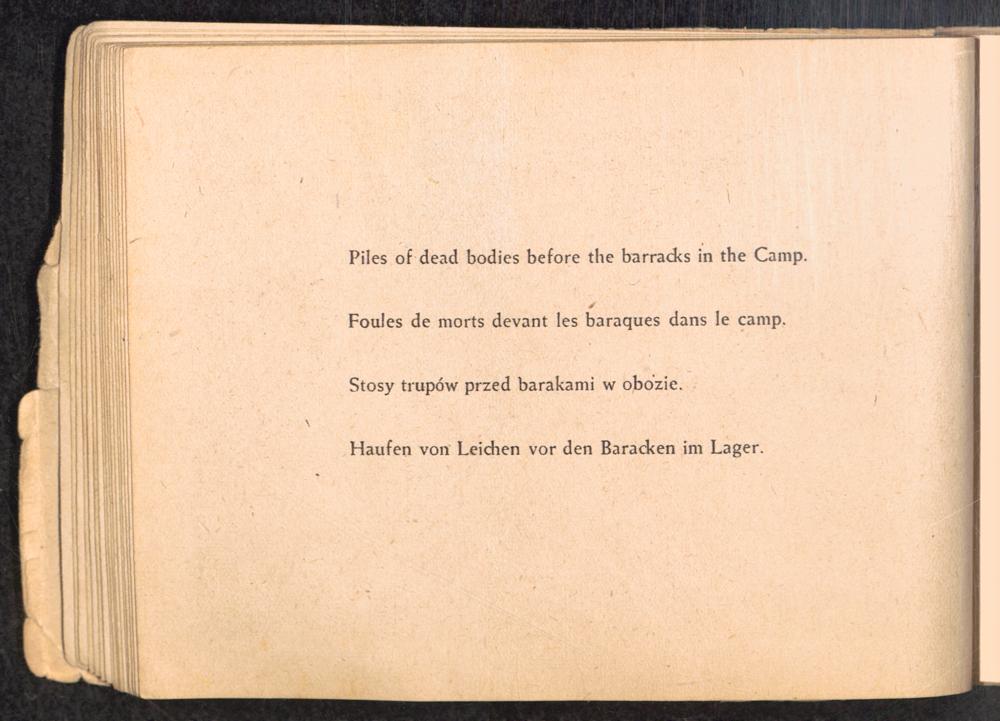 Piles of dead bodies before the barracks in the Camp.
Foules de morts devant les baraques dans le camp.
Stosy trupów przed barakami w obozie.
Haufen von Leichen vor den Baracken im Lager.